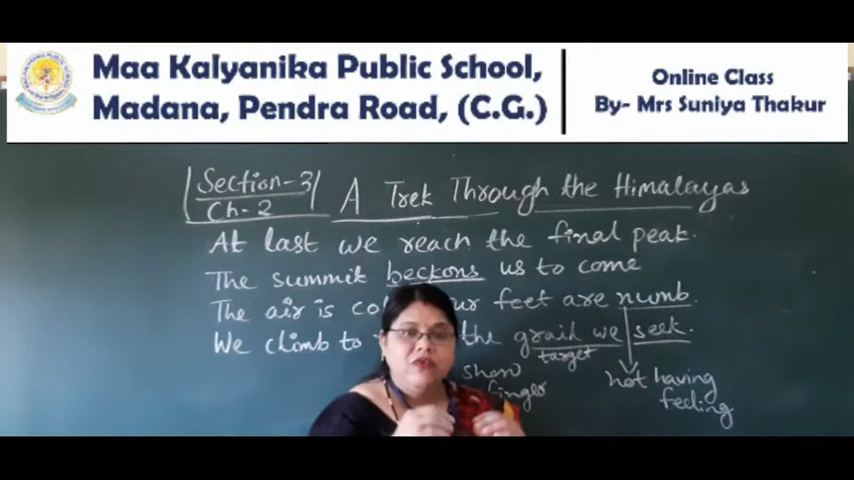 Maa Kalyanika Public School,
Madana, Pendra Road, (C.G.)
Online Class
By- Mrs Suniya Thakur
Section-3
Ch-2
A Trek Through the Himalayas
At last we reach the final peak.
The summit beckons us to come
The air is our feet are numb.
We climb to the grail we seek.
target
show
finger
not having
feeling